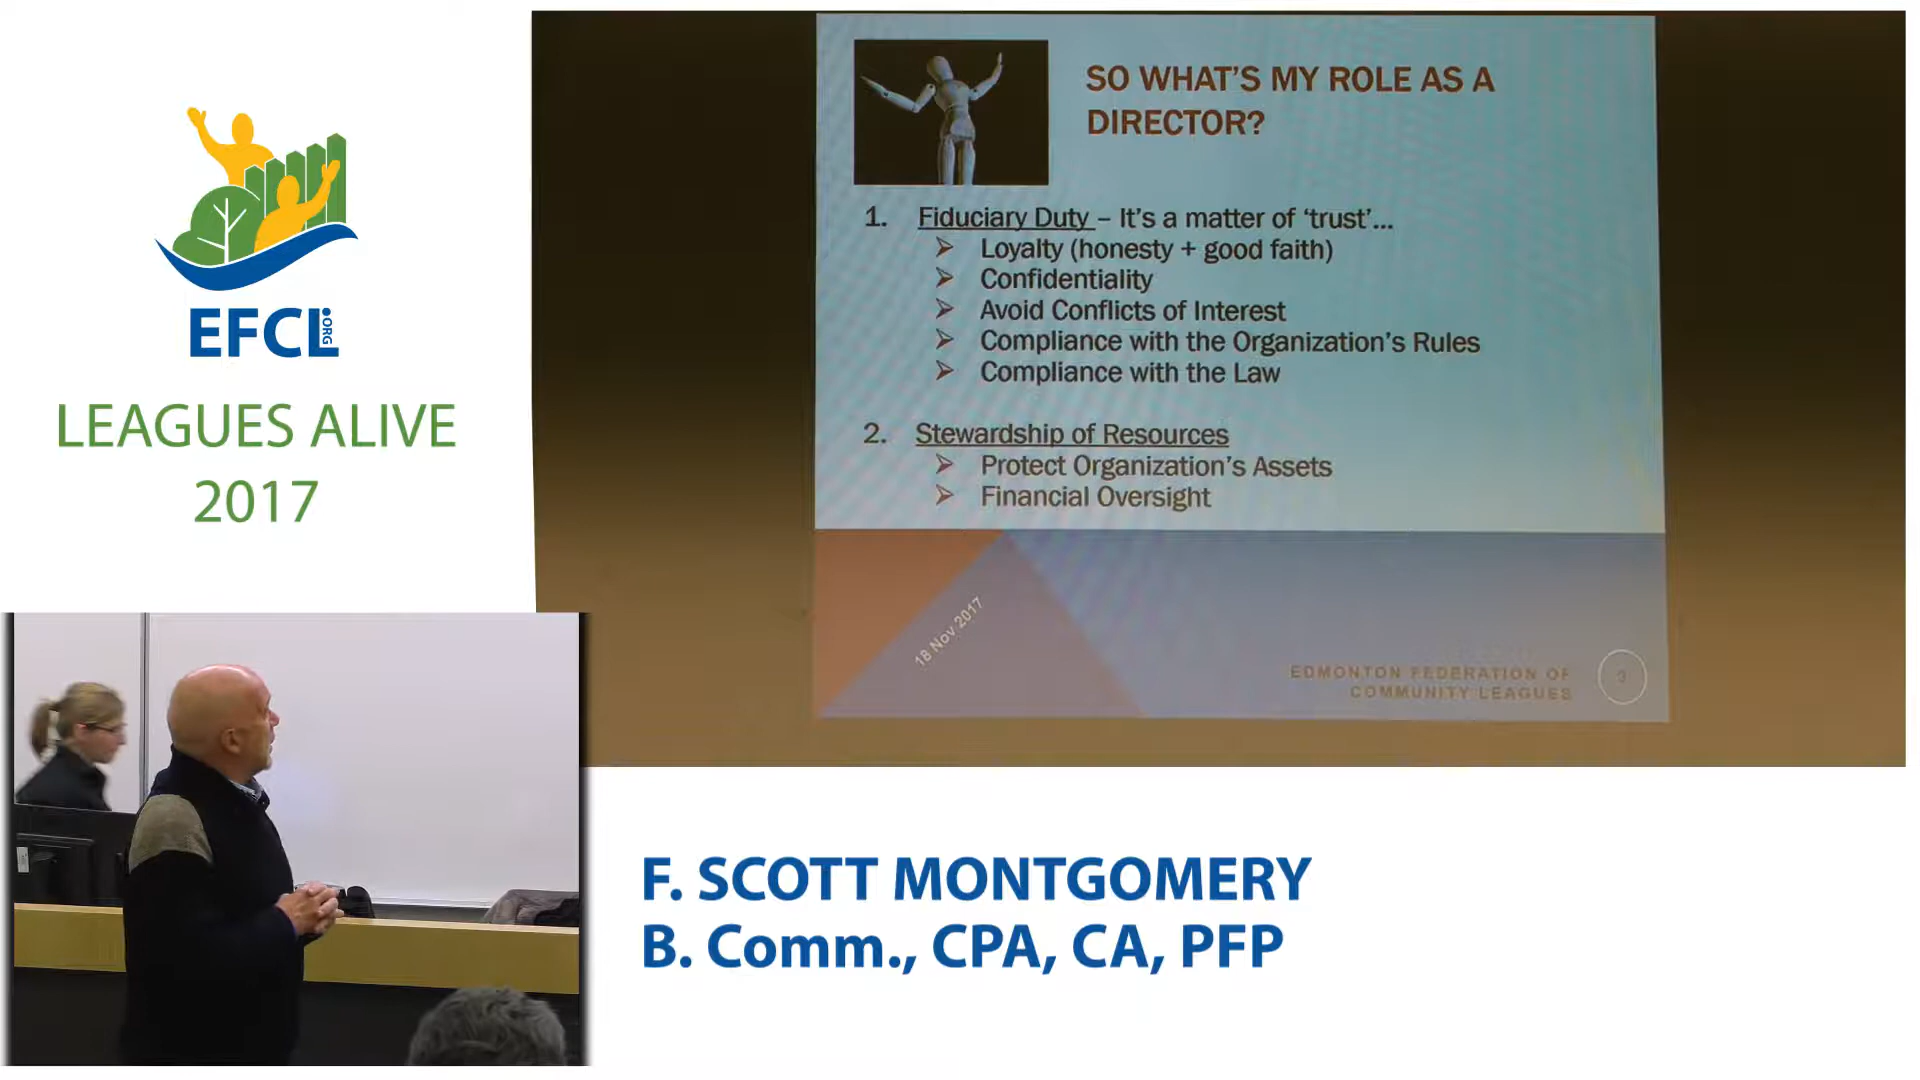 EFCL.ORG
LEAGUES ALIVE
2017
SO WHAT'S MY ROLE AS A
DIRECTOR?
1. Fiduciary Duty – It's a matter of ‘trust’...
➢ Loyalty (honesty + good faith)
➢ Confidentiality
➢ Avoid Conflicts of Interest
➢ Compliance with the Organization's Rules
➢ Compliance with the Law
2. Stewardship of Resources
➢ Protect Organization's Assets
➢ Financial Oversight
18 Nov 2017
EDMONTON FEDERATION OF
COMMUNITY LEAGUES
3
F. SCOTT MONTGOMERY
B. Comm., CPA, CA, PFP